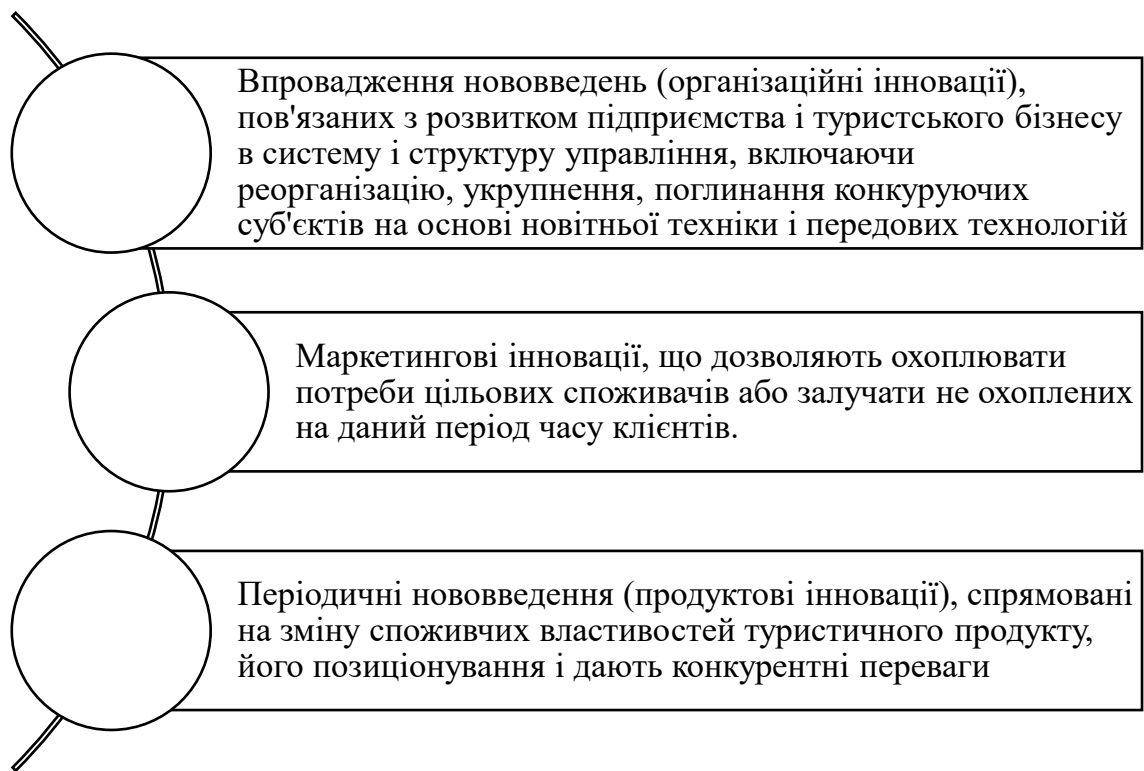 Впровадження нововведень (організаційні інновації),
пов'язаних з розвитком підприємства і туристського бізнесу
в систему і структуру управління, включаючи
реорганізацію, укрупнення, поглинання конкуруючих
суб'єктів на основі новітньої техніки і передових технологій
Маркетингові інновації, що дозволяють охоплювати
потреби цільових споживачів або залучати не охоплених
на даний період часу клієнтів.
Періодичні нововведення (продуктові інновації), спрямовані
на зміну споживчих властивостей туристичного продукту,
його позиціонування і дають конкурентні переваги